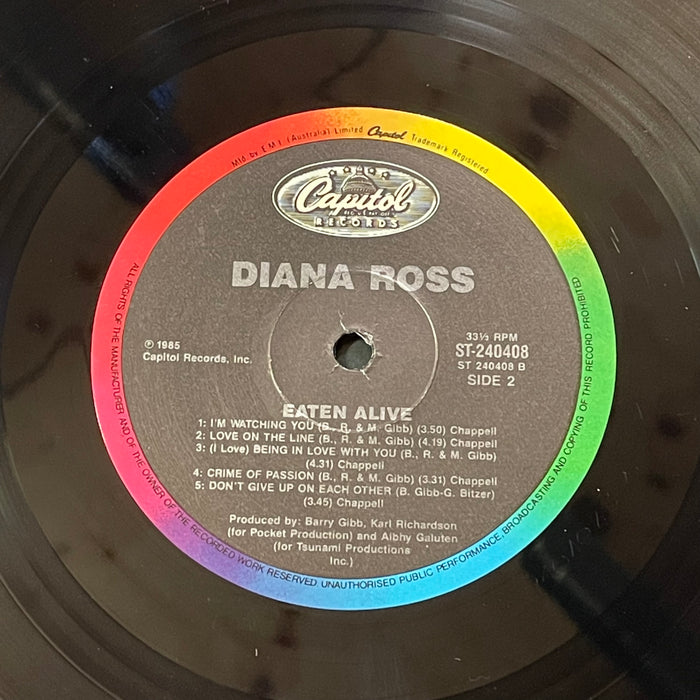 Mfd. by E.M.I. (Australia) Limited Capitol Trademark Registered
Capitol
RECORDS
DIANA ROSS
℗ 1985
Capitol Records, Inc.
33⅓ RPM
ST-240408
ST 240408 B
SIDE 2
EATEN ALIVE
1: I'M WATCHING YOU (B., R. & M. Gibb) (3.50) Chappell
2: LOVE ON THE LINE (B., R. & M. Gibb) (4.19) Chappell
3: (I Love) BEING IN LOVE WITH YOU (B., R. & M. Gibb)
(4.31) Chappell
4: CRIME OF PASSION (B., R. & M. Gibb) (3.31) Chappell
5: DON'T GIVE UP ON EACH OTHER (B. Gibb-G. Bitzer)
(3.45) Chappell
Produced by: Barry Gibb, Karl Richardson
(for Pocket Production) and Albhy Galuten
(for Tsunami Productions
Inc.)
ALL RIGHTS OF THE MANUFACTURER AND OF THE OWNER OF THE RECORDED WORK RESERVED. UNAUTHORISED PUBLIC PERFORMANCE, BROADCASTING AND COPYING OF THIS RECORD PROHIBITED